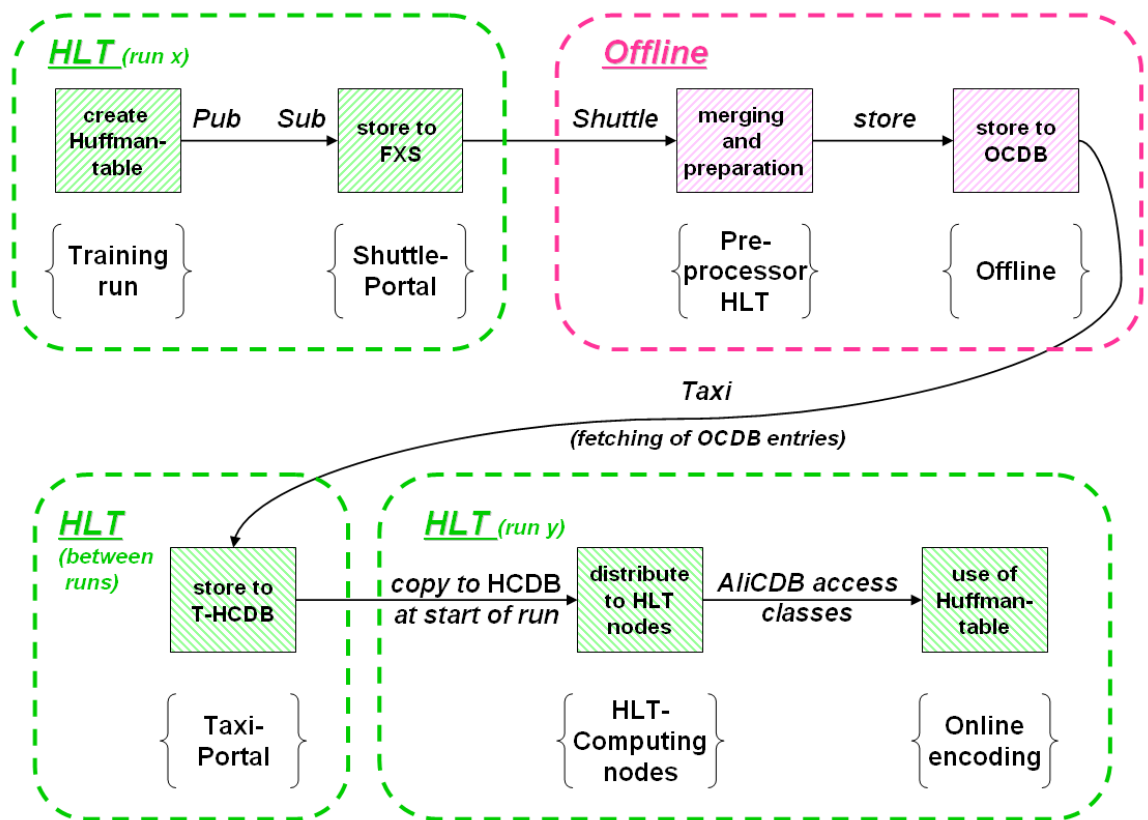 HLT (run x)
create
Huffman-
table
Pub Sub
store to
FXS
{ Training
run }
{ Shuttle-
Portal }
Offline
Shuttle
merging
and
preparation
store
store to
OCDB
{ Pre-
processor
HLT }
{ Offline }
Taxi
(fetching of OCDB entries)
HLT
(between
runs)
store to
T-HCDB
{ Taxi-
Portal }
copy to HCDB
at start of run
HLT (run y)
distribute
to HLT
nodes
AliCDB access
classes
use of
Huffman-
table
{ HLT-
Computing
nodes }
{ Online
encoding }